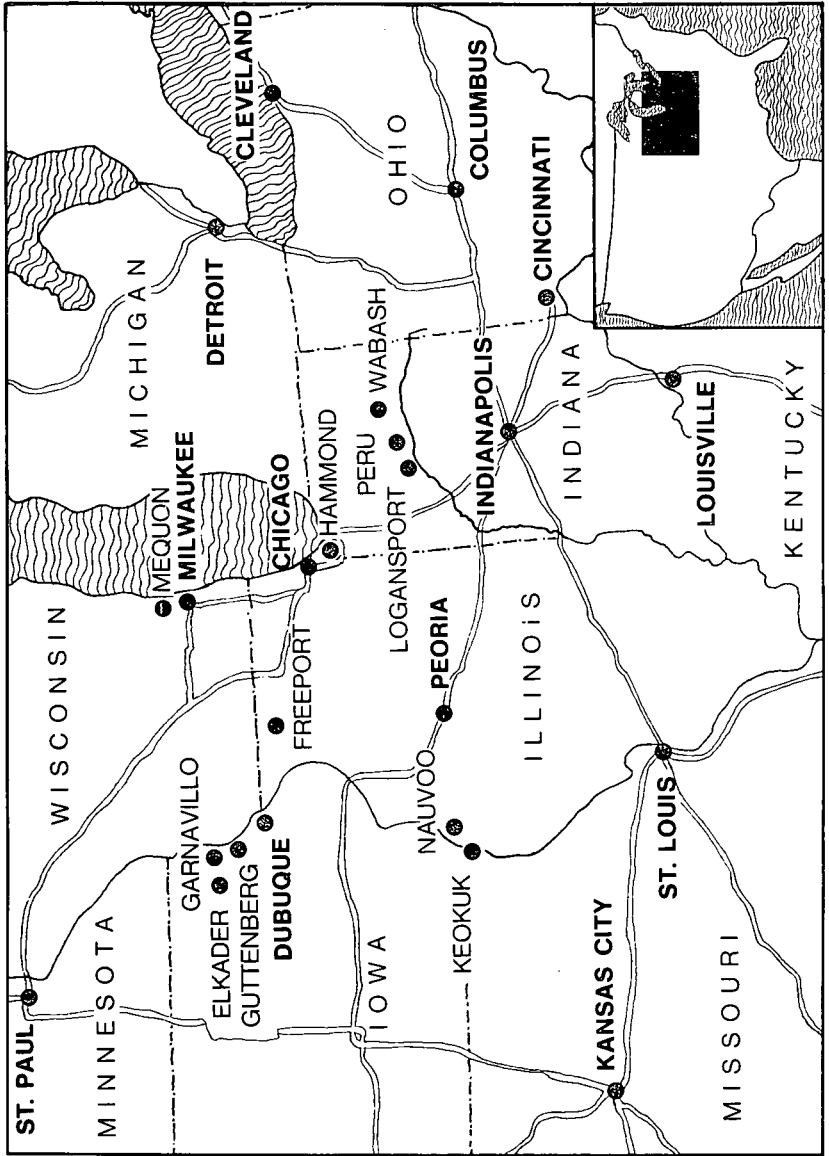 ST. PAUL
MINNESOTA
WISCONSIN
MICHIGAN
MEQUON
MILWAUKEE
DETROIT
CLEVELAND
GARNAVILLO
ELKADER
GUTTENBERG
DUBUQUE
FREEPORT
CHICAGO
HAMMOND
OHIO
IOWA
NAUVOO
KEOKUK
PEORIA
LOGANSPORT
PERU
WABASH
COLUMBUS
INDIANAPOLIS
CINCINNATI
ILLINOIS
INDIANA
KANSAS CITY
ST. LOUIS
LOUISVILLE
MISSOURI
KENTUCKY